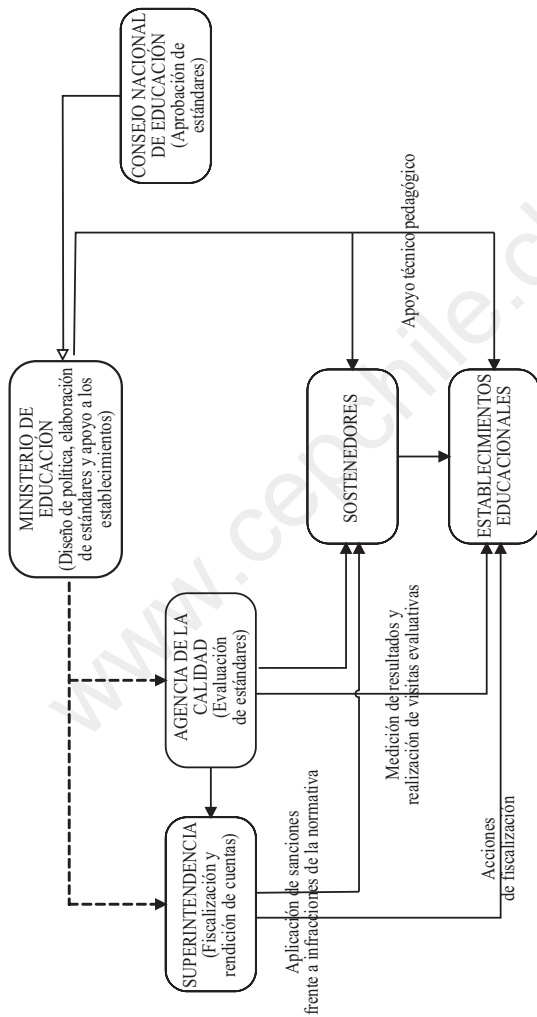 MINISTERIO DE
EDUCACIÓN
(Diseño de política, elaboración
de estándares y apoyo a los
establecimientos)
CONSEJO NACIONAL
DE EDUCACIÓN
(Aprobación de
estándares)
SUPERINTENDENCIA
(Fiscalización y
rendición de cuentas)
AGENCIA DE LA
CALIDAD
(Evaluación
de estándares)
Aplicación de sanciones
frente a infracciones de la normativa
SOSTENEDORES
Medición de resultados y
realización de visitas evaluativas
Apoyo técnico pedagógico
Acciones
de fiscalización
ESTABLECIMIENTOS
EDUCACIONALES
www.cepchile.c